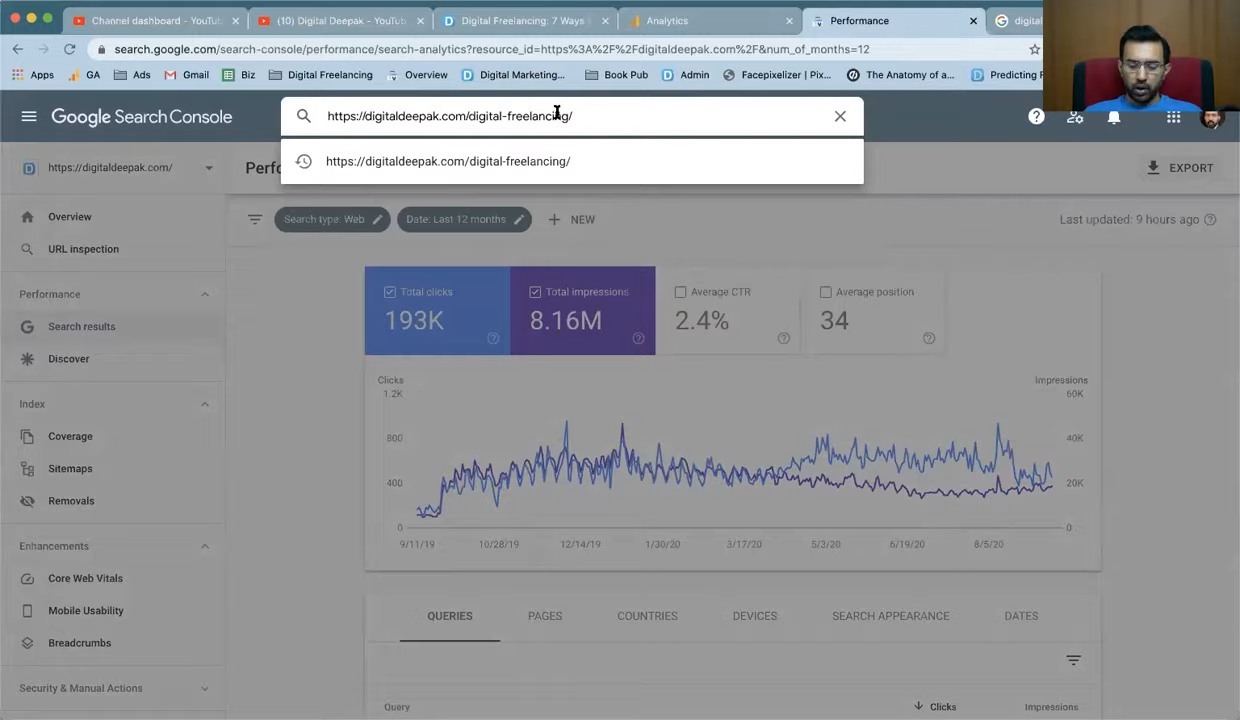 Channel dashboard - YouTu
(10) Digital Deepak - YouTub
Digital Freelancing: 7 Ways
Analytics
Performance
digital
search.google.com/search-console/performance/search-analytics?resource_id=https%3A%2F%2Fdigitaldeepak.com%2F&num_of_months=12
Apps
GA
Ads
Gmail
Biz
Digital Freelancing
Overview
Digital Marketing...
Book Pub
Admin
Facepixelizer | Pix...
The Anatomy of a...
Predicting
Google Search Console
https://digitaldeepak.com/digital-freelancing/
https://digitaldeepak.com/digital-freelancing/
https://digitaldeepak.com/
EXPORT
Overview
URL inspection
Performance
Search results
Discover
Index
Coverage
Sitemaps
Removals
Enhancements
Core Web Vitals
Mobile Usability
Breadcrumbs
Security & Manual Actions
Search type: Web
Date: Last 12 months
NEW
Last updated: 9 hours ago
Total clicks
193K
Total impressions
8.16M
Average CTR
2.4%
Average position
34
Clicks
Impressions
1.2K
800
400
0
60K
40K
20K
0
9/11/19
10/28/19
12/14/19
1/30/20
3/17/20
5/3/20
6/19/20
8/5/20
QUERIES
PAGES
COUNTRIES
DEVICES
SEARCH APPEARANCE
DATES
Query
Clicks
Impressions